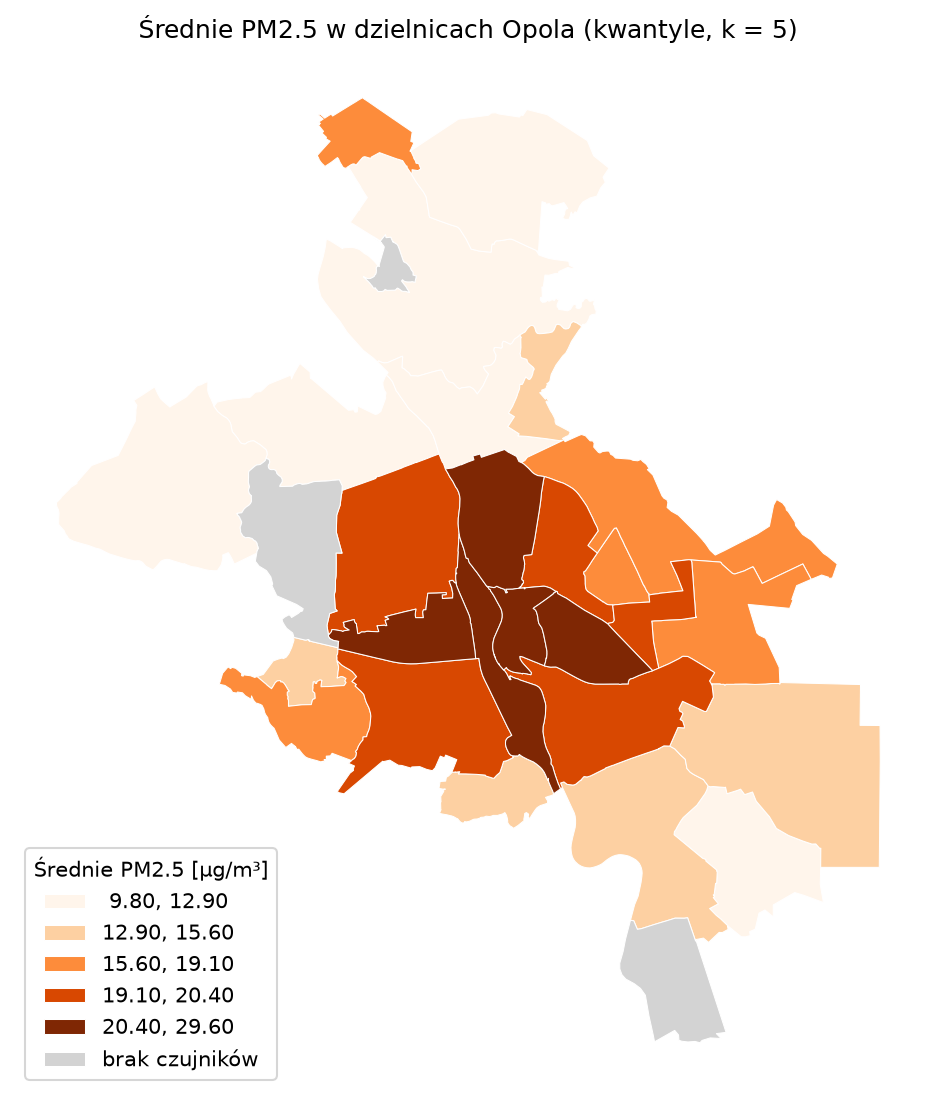 Średnie PM2.5 w dzielnicach Opola (kwantyle, k = 5)
Średnie PM2.5 [µg/m³]
9.80, 12.90
12.90, 15.60
15.60, 19.10
19.10, 20.40
20.40, 29.60
brak czujników